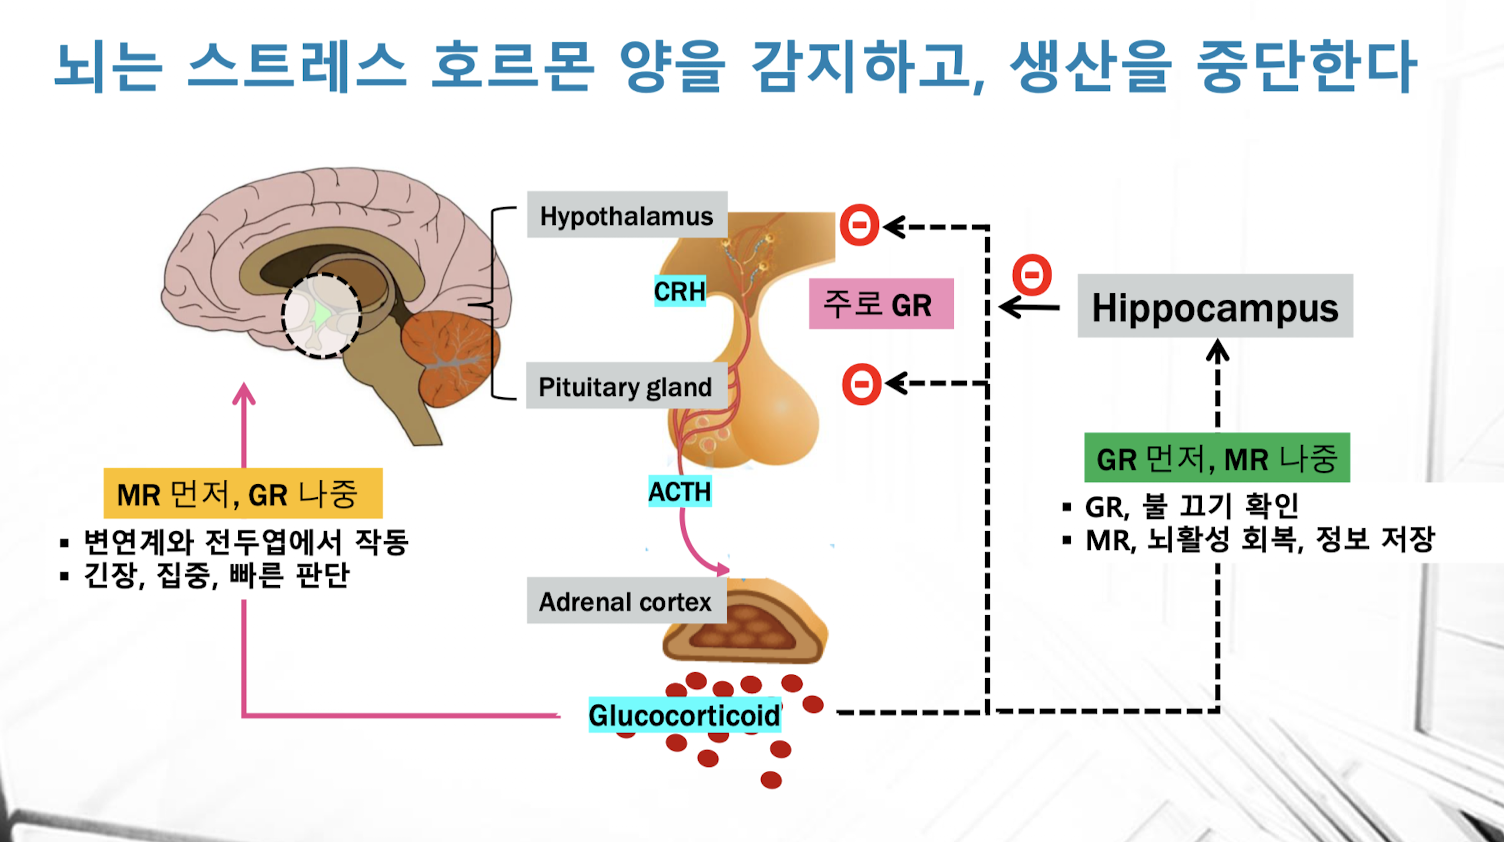 뇌는 스트레스 호르몬 양을 감지하고, 생산을 중단한다
Hypothalamus
CRH
주로 GR
Hippocampus
Pituitary gland
MR 먼저, GR 나중
▪ 변연계와 전두엽에서 작동
▪ 긴장, 집중, 빠른 판단
ACTH
GR 먼저, MR 나중
▪ GR, 불 끄기 확인
▪ MR, 뇌활성 회복, 정보 저장
Adrenal cortex
Glucocorticoid